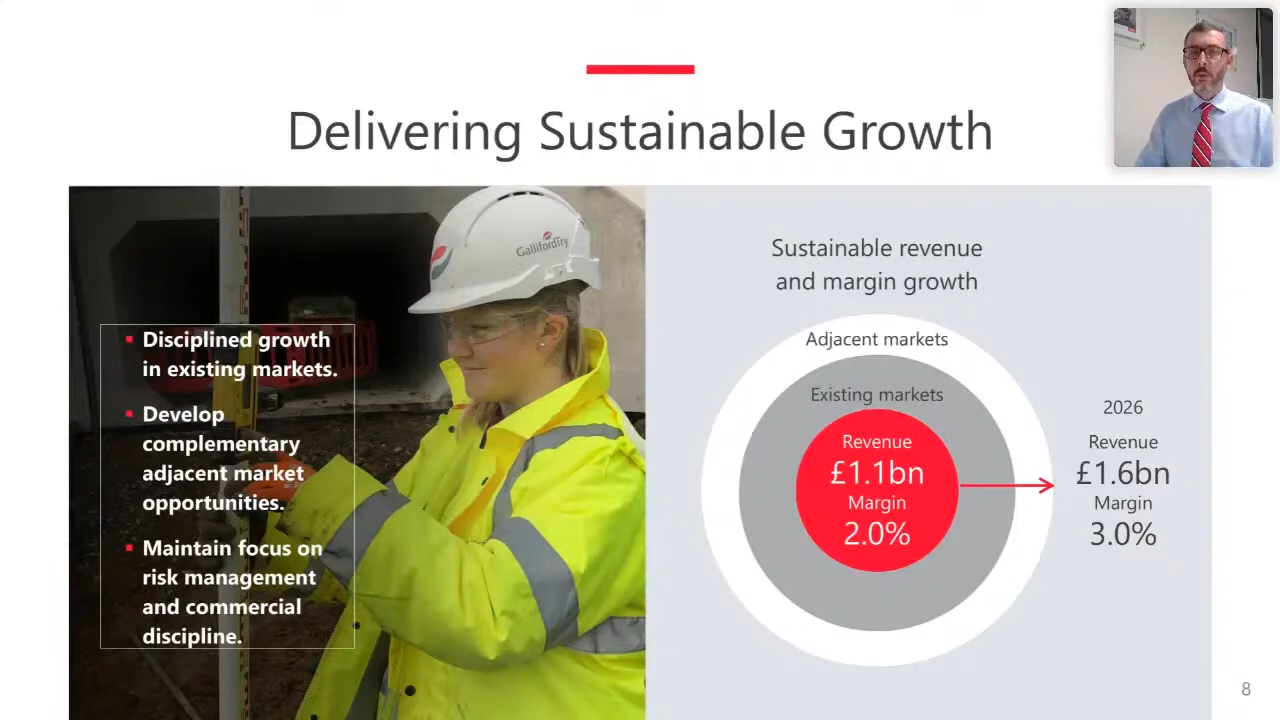 Delivering Sustainable Growth
GallifordTry
▪ Disciplined growth
in existing markets.
▪ Develop
complementary
adjacent market
opportunities.
▪ Maintain focus on
risk management
and commercial
discipline.
Sustainable revenue
and margin growth
Adjacent markets
Existing markets
Revenue
£1.1bn
Margin
2.0%
2026
Revenue
£1.6bn
Margin
3.0%
8